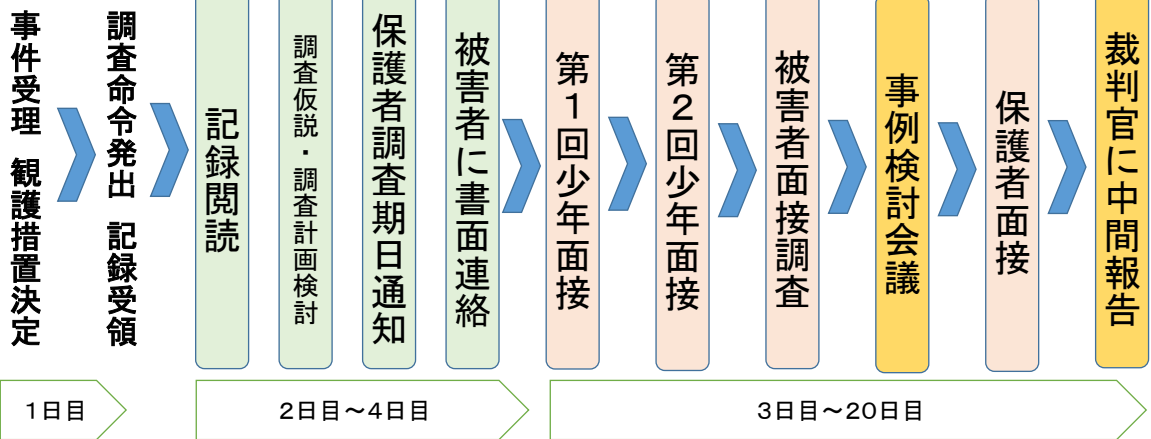 事件受理 観護措置決定
調査命令発出 記録受領
記録閲読
調査仮説・調査計画検討
保護者調査期日通知
被害者に書面連絡
第1回少年面接
第2回少年面接
被害者面接調査
事例検討会議
保護者面接
裁判官に中間報告
1日目
2日目～4日目
3日目～20日目